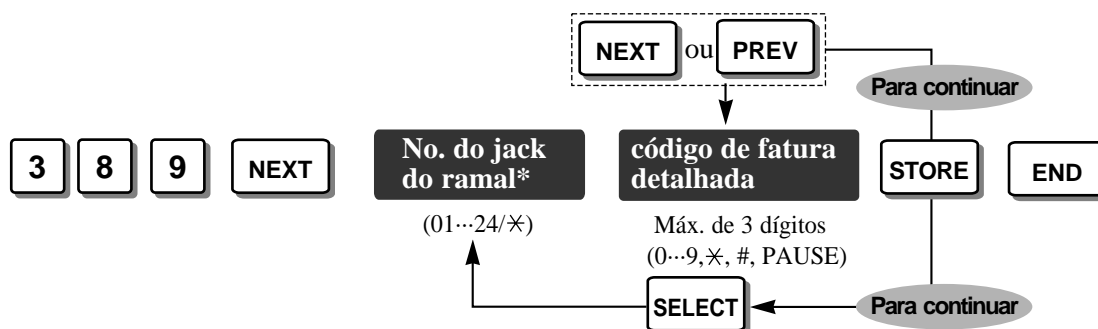 NEXT ou PREV
Para continuar
3 8 9 NEXT
No. do jack
do ramal*
código de fatura
detalhada
STORE
END
(01···24/✳)
Máx. de 3 dígitos
(0···9,✳, #, PAUSE)
SELECT
Para continuar